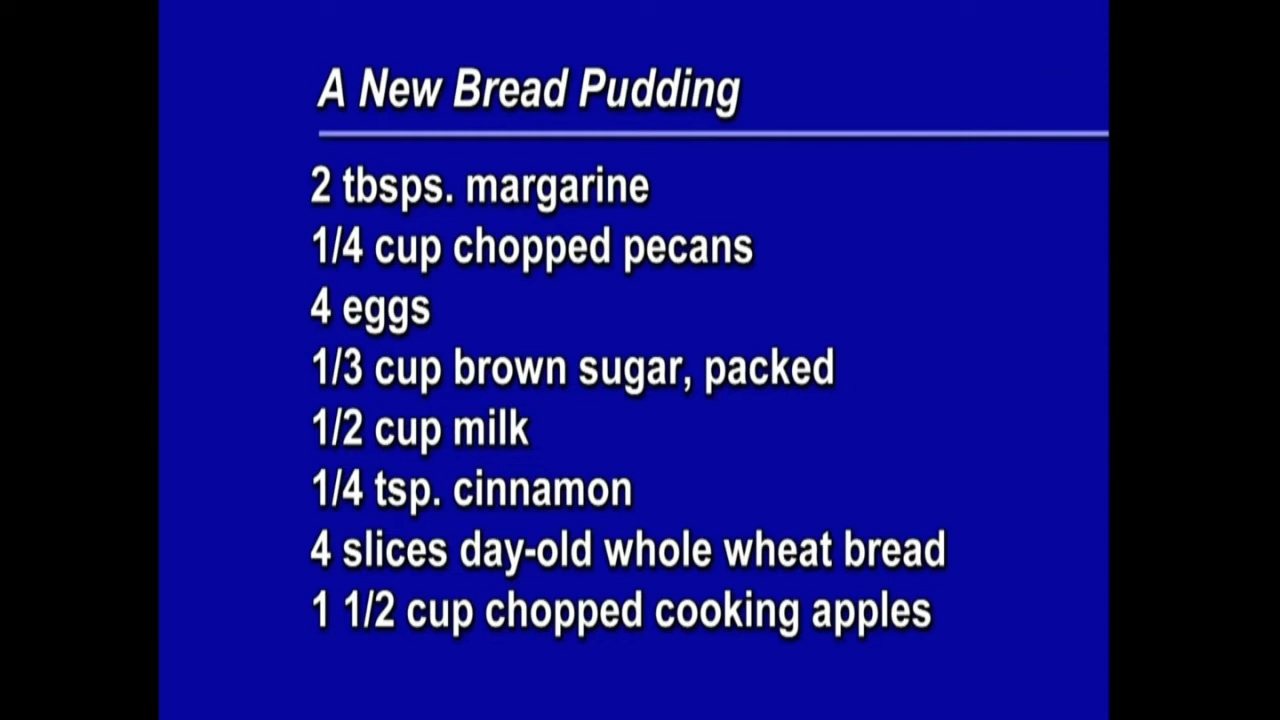 A New Bread Pudding
2 tbsps. margarine
1/4 cup chopped pecans
4 eggs
1/3 cup brown sugar, packed
1/2 cup milk
1/4 tsp. cinnamon
4 slices day-old whole wheat bread
1 1/2 cup chopped cooking apples